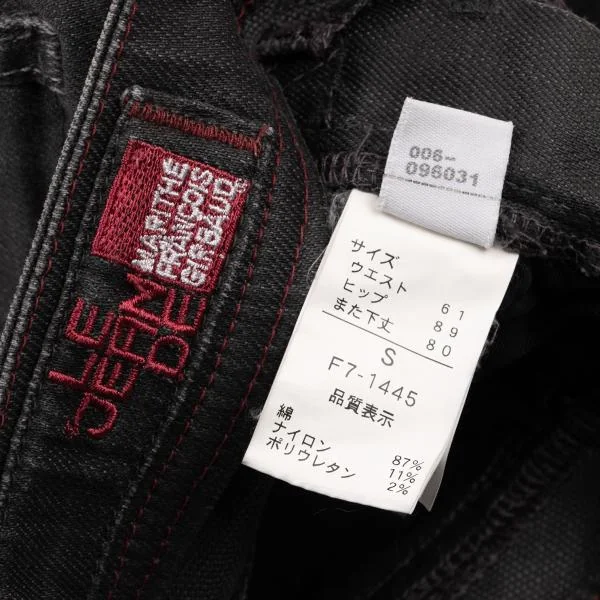 LE
JEAN
DE
MARITHE
FRANCOIS
GIRBAUD
006-
096031
サイズ
ウエスト 61
ヒップ 89
また下丈 80
S
F7-1445
品質表示
綿 87%
ナイロン 11%
ポリウレタン 2%